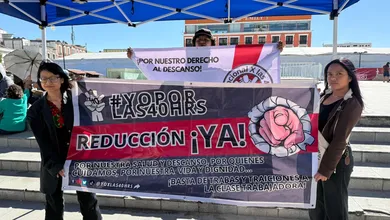 ¡POR NUESTRO DERECHO
AL DESCANSO!
#YOPOR
LAS40HRs
REDUCCIÓN ¡YA!
POR NUESTRA SALUD Y DESCANSO, POR QUIENES
CUIDAMOS, POR NUESTRA VIDA Y
DIGNIDAD...
¡BASTA DE TRABAS Y TRAICIONES A
LA CLASE TRABAJADORA!